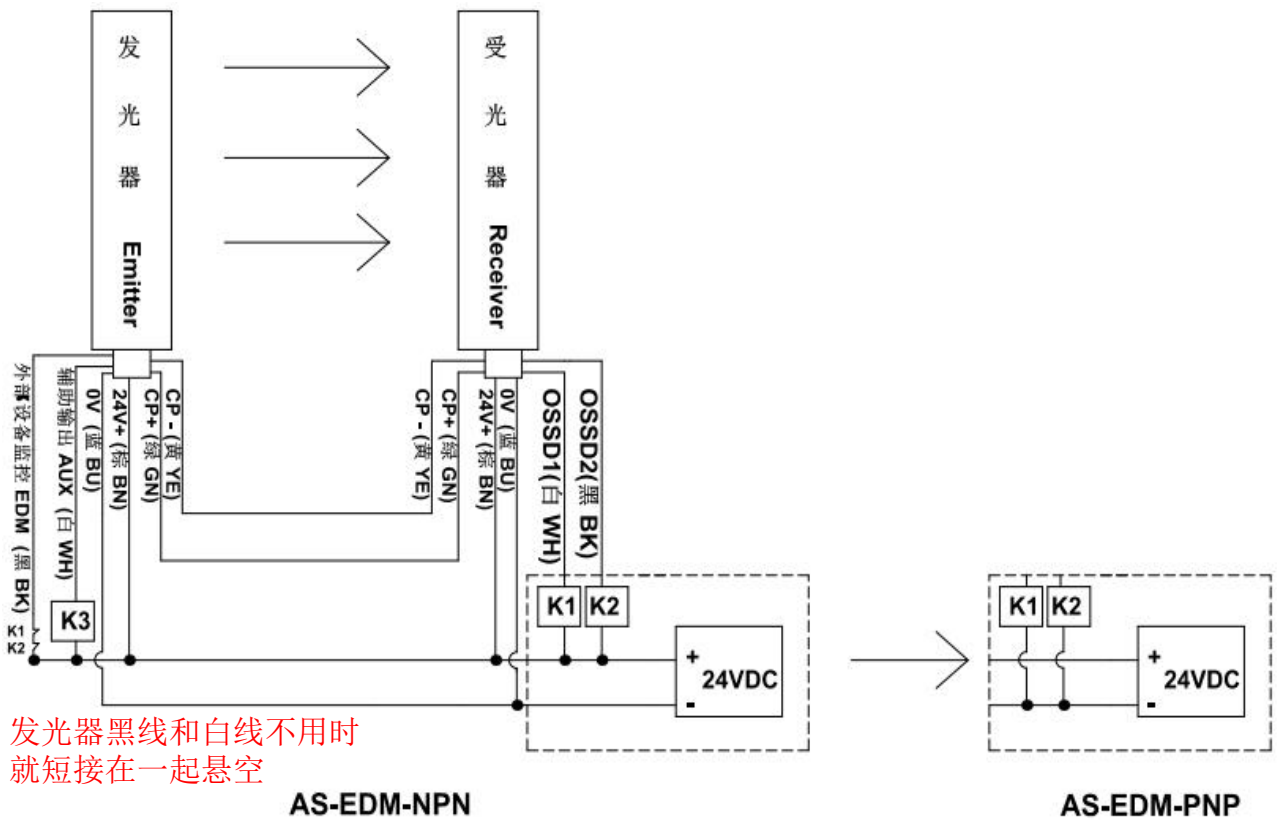 发光器 Emitter
受光器 Receiver
外部设备监控 EDM (黑 BK)
辅助输出 AUX (白 WH)
0V (蓝 BU)
24V+ (棕 BN)
CP+ (绿 GN)
CP - (黄 YE)
CP - (黄 YE)
CP+ (绿 GN)
24V+ (棕 BN)
0V (蓝 BU)
OSSD1(白 WH)
OSSD2(黑 BK)
K1
K2
K3
K1
K2
+
24VDC
-
K1
K2
+
24VDC
-
发光器黑线和白线不用时
就短接在一起悬空
AS-EDM-NPN
AS-EDM-PNP